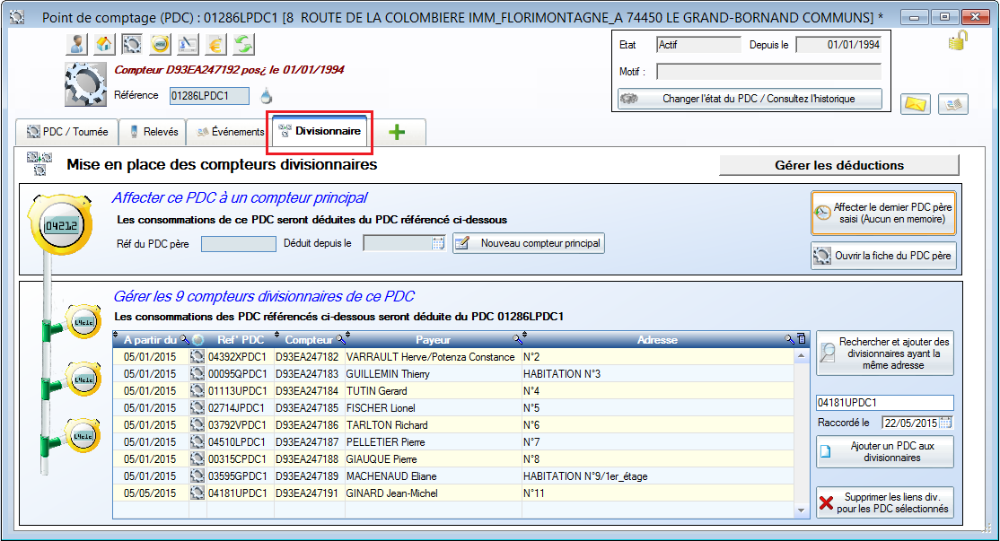 Point de comptage (PDC) : 01286LPDC1 [8 ROUTE DE LA COLOMBIERE IMM_FLORIMONTAGNE_A 74450 LE GRAND-BORNAND COMMUNS] *
Compteur D93EA247192 pos¿ le 01/01/1994
Référence 01286LPDC1
Etat Actif Depuis le 01/01/1994
Motif :
Changer l'état du PDC / Consultez l'historique
PDC / Tournée Relevés Événements Divisionnaire
Mise en place des compteurs divisionnaires
Gérer les déductions
Affecter ce PDC à un compteur principal
Les consommations de ce PDC seront déduites du PDC référencé ci-dessous
Réf du PDC père Déduit depuis le Nouveau compteur principal
Affecter le dernier PDC père
saisi (Aucun en memoire)
Ouvrir la fiche du PDC père
04212
Gérer les 9 compteurs divisionnaires de ce PDC
Les consommations des PDC référencés ci-dessous seront déduite du PDC 01286LPDC1
A partir du Ref° PDC Compteur Payeur Adresse
05/01/2015 04392XPDC1 D93EA247182 VARRAULT Herve/Potenza Constance N°2
05/01/2015 00095QPDC1 D93EA247183 GUILLEMIN Thierry HABITATION N°3
05/01/2015 01113UPDC1 D93EA247184 TUTIN Gerard N°4
05/01/2015 02714JPDC1 D93EA247185 FISCHER Lionel N°5
05/01/2015 03792VPDC1 D93EA247186 TARLTON Richard N°6
05/01/2015 04510LPDC1 D93EA247187 PELLETIER Pierre N°7
05/01/2015 00315CPDC1 D93EA247188 GIAUQUE Pierre N°8
05/01/2015 03595GPDC1 D93EA247189 MACHENAUD Eliane HABITATION N°9/1er_étage
05/05/2015 04181UPDC1 D93EA247191 GINARD Jean-Michel N°11
Rechercher et ajouter des
divisionnaires ayant la
même adresse
04181UPDC1
Raccordé le 22/05/2015
Ajouter un PDC aux
divisionnaires
Supprimer les liens div.
pour les PDC sélectionnés